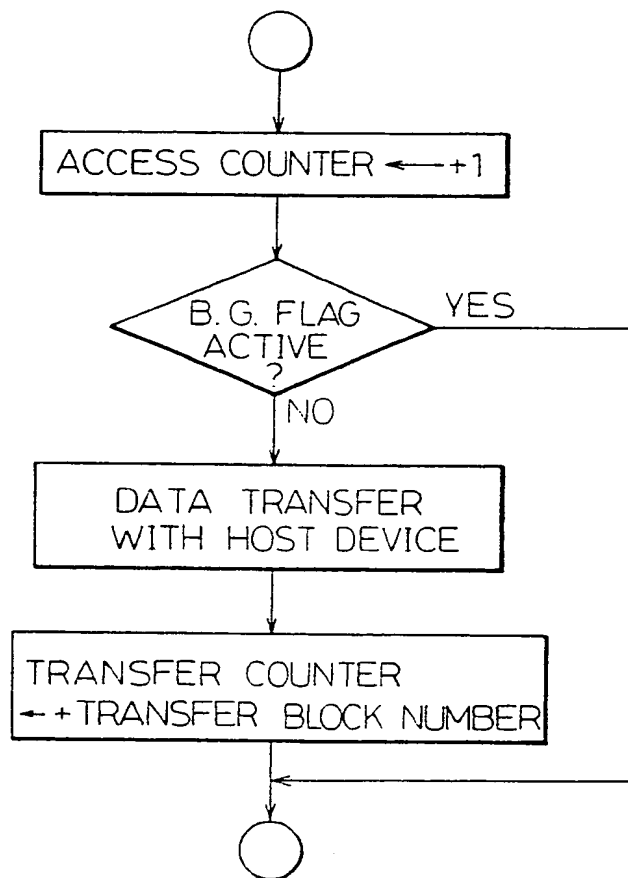 ACCESS COUNTER ← +1
B. G. FLAG
ACTIVE
?
YES
NO
DATA TRANSFER
WITH HOST DEVICE
TRANSFER COUNTER
← + TRANSFER BLOCK NUMBER